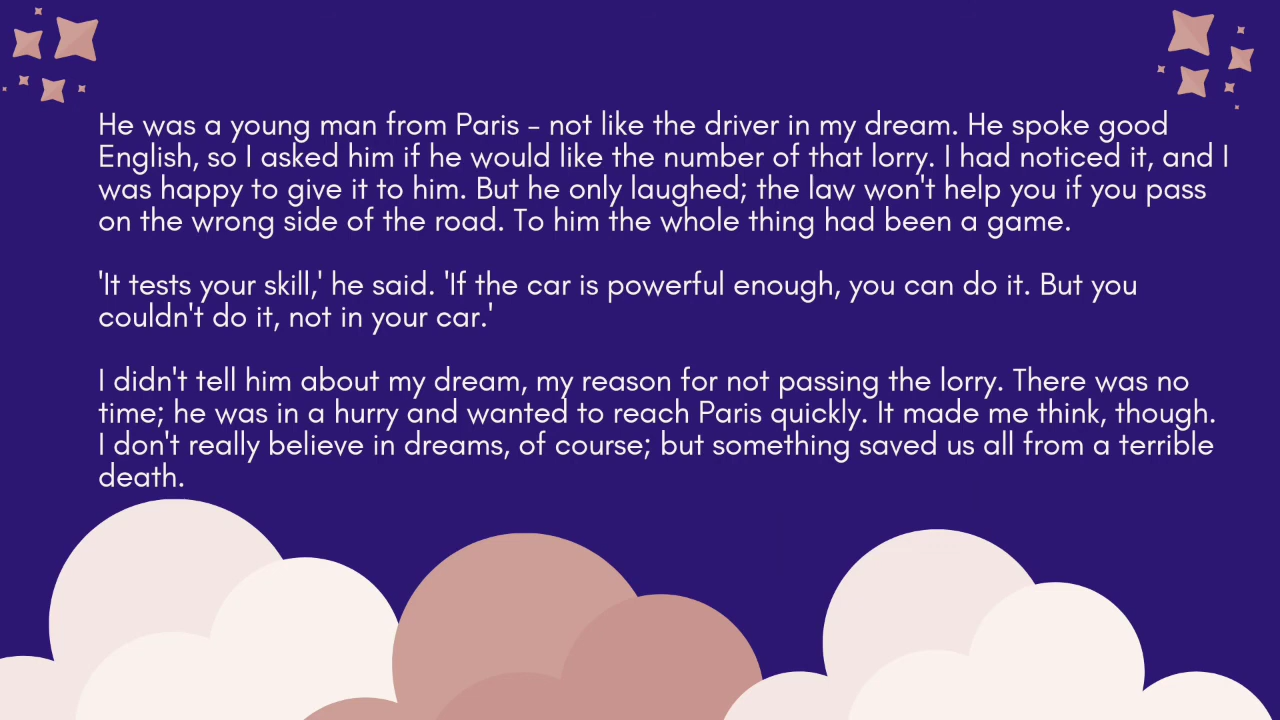 He was a young man from Paris – not like the driver in my dream. He spoke good
English, so I asked him if he would like the number of that lorry. I had noticed it, and I
was happy to give it to him. But he only laughed; the law won't help you if you pass
on the wrong side of the road. To him the whole thing had been a game.
'It tests your skill,' he said. 'If the car is powerful enough, you can do it. But you
couldn't do it, not in your car.'
I didn't tell him about my dream, my reason for not passing the lorry. There was no
time; he was in a hurry and wanted to reach Paris quickly. It made me think, though.
I don't really believe in dreams, of course; but something saved us all from a terrible
death.